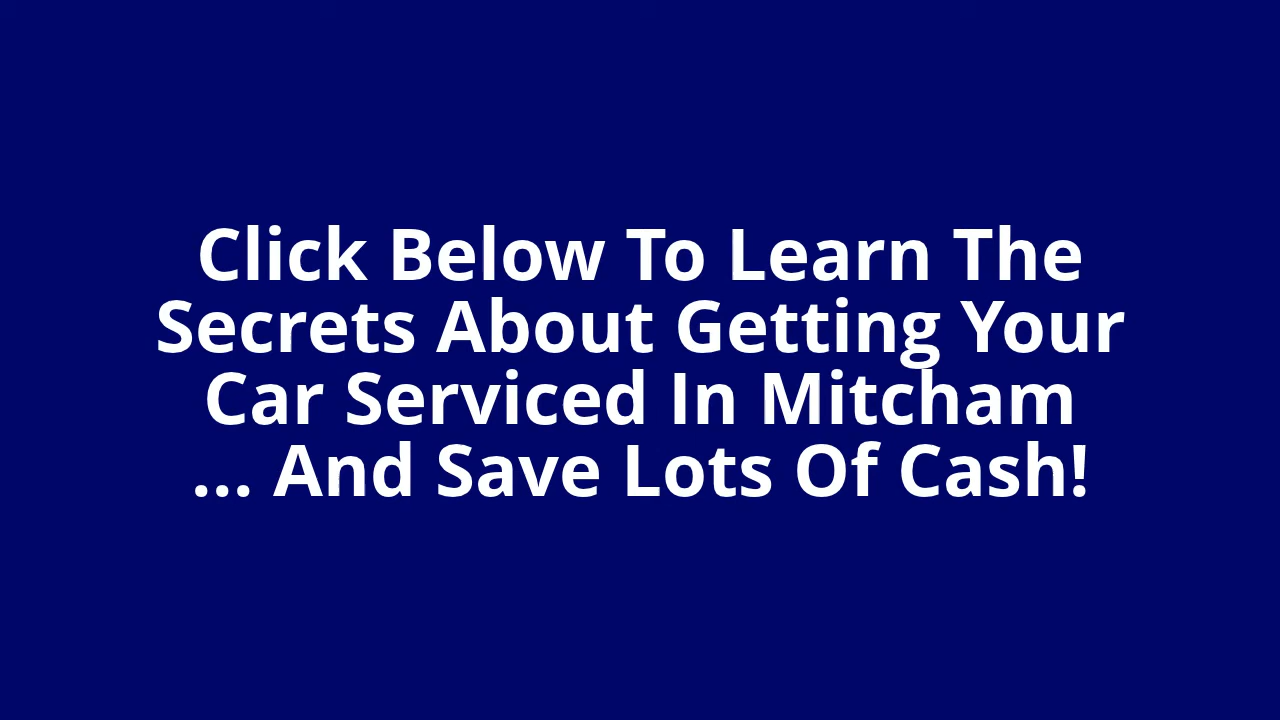 Click Below To Learn The
Secrets About Getting Your
Car Serviced In Mitcham
... And Save Lots Of Cash!